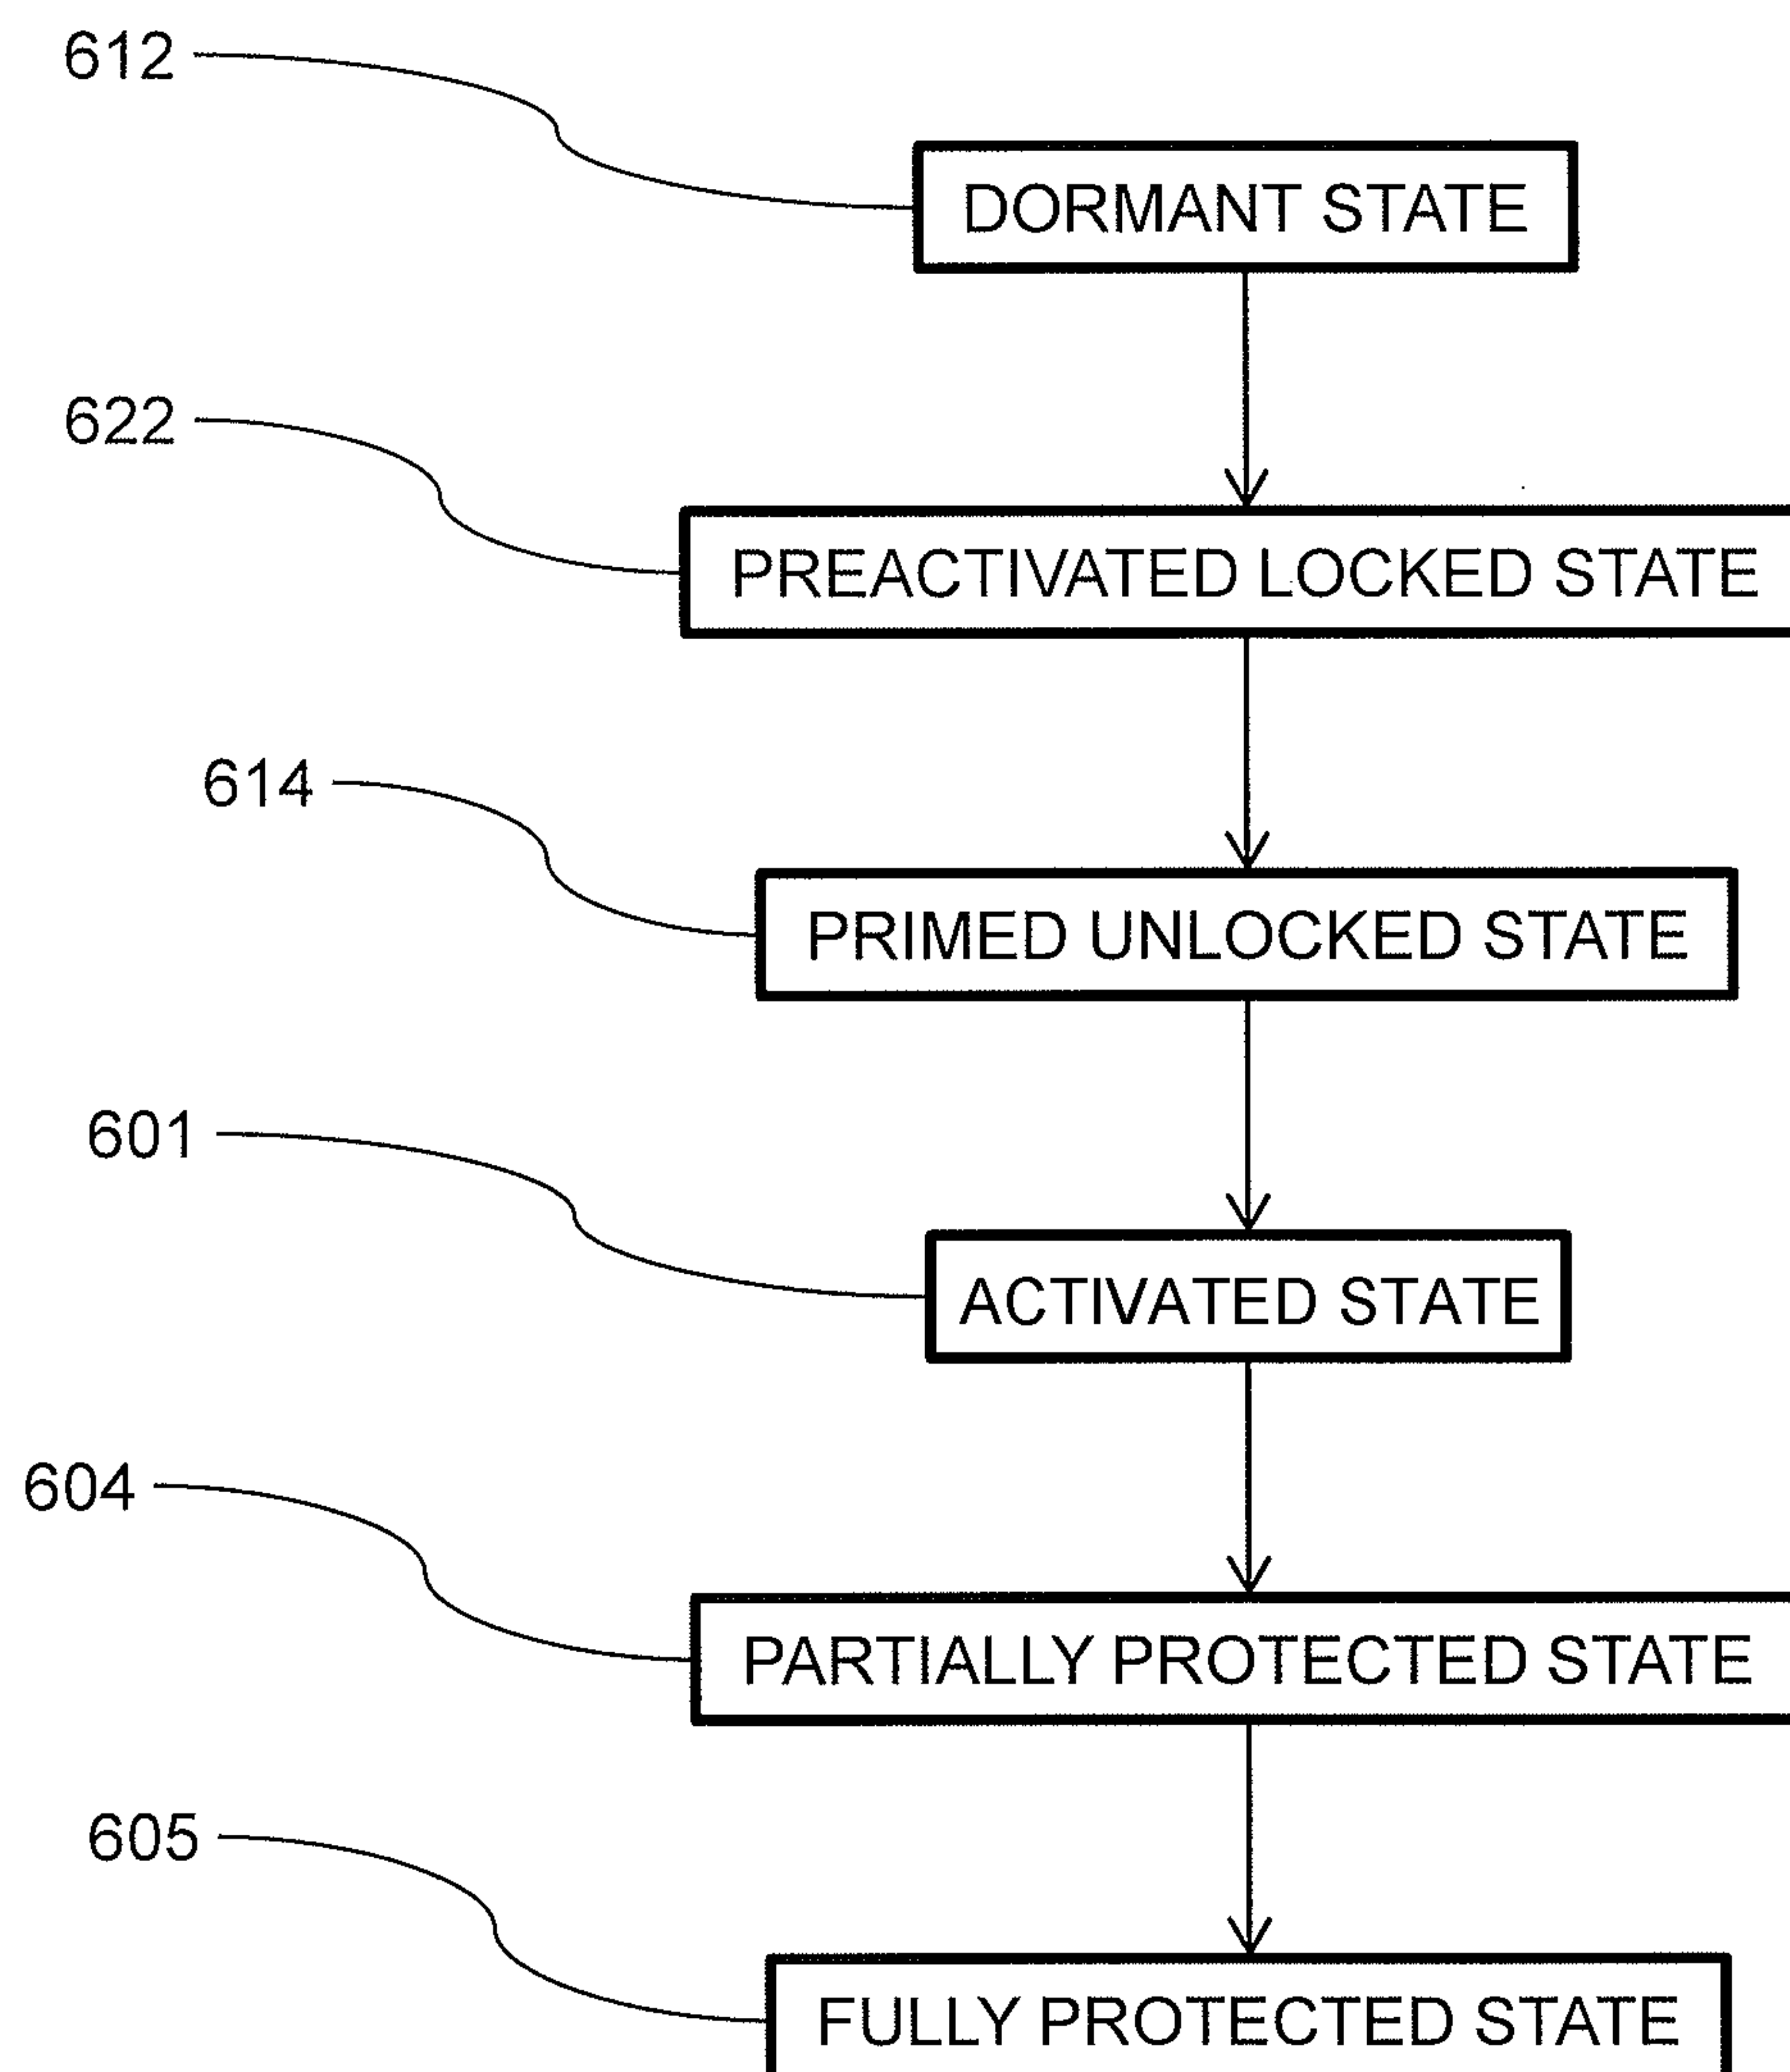 612
DORMANT STATE
622
PREACTIVATED LOCKED STATE
614
PRIMED UNLOCKED STATE
601
ACTIVATED STATE
604
PARTIALLY PROTECTED STATE
605
FULLY PROTECTED STATE